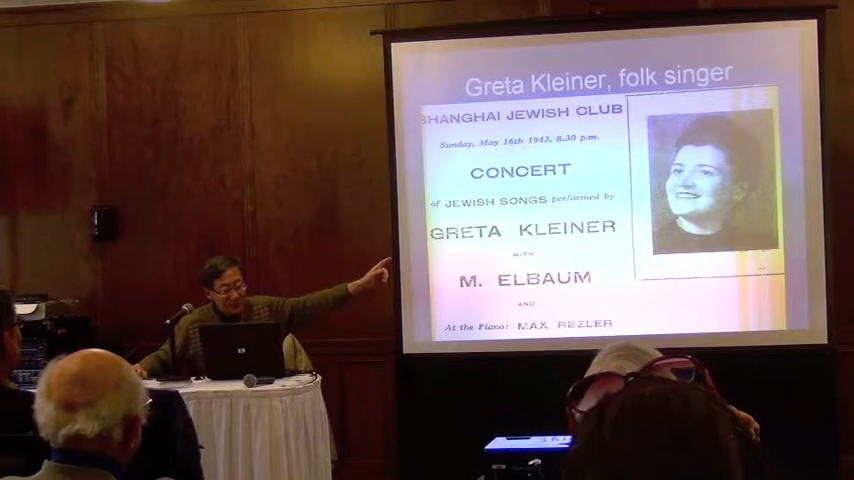 Greta Kleiner, folk singer
SHANGHAI JEWISH CLUB
Sunday, May 16th 1943, 8.30 p.m.
CONCERT
of JEWISH SONGS performed by
GRETA KLEINER
WITH
M. ELBAUM
AND
At the Piano: MAX REZLER